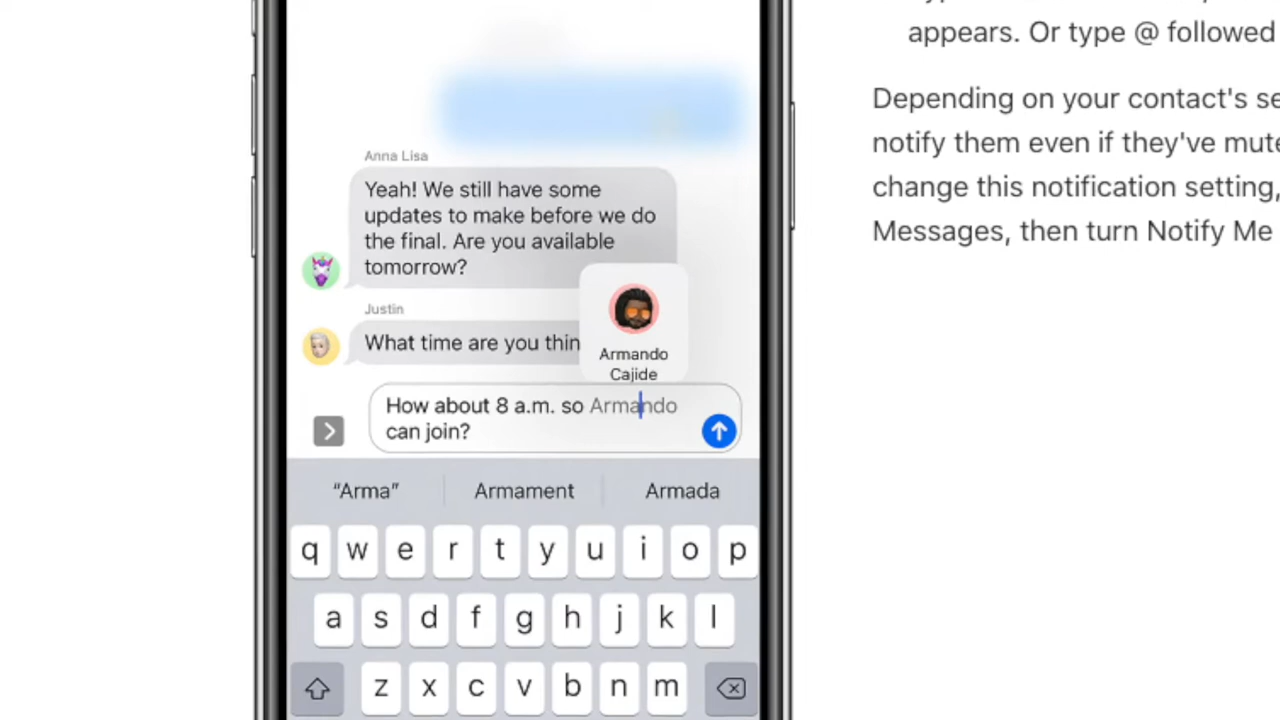 appears. Or type @ followed
Depending on your contact's se
notify them even if they've mute
change this notification setting,
Messages, then turn Notify Me
Anna Lisa
Yeah! We still have some
updates to make before we do
the final. Are you available
tomorrow?
Justin
What time are you thin
Armando
Cajide
How about 8 a.m. so Armando
can join?
“Arma” Armament Armada
q w e r t y u i o p
a s d f g h j k l
z x c v b n m